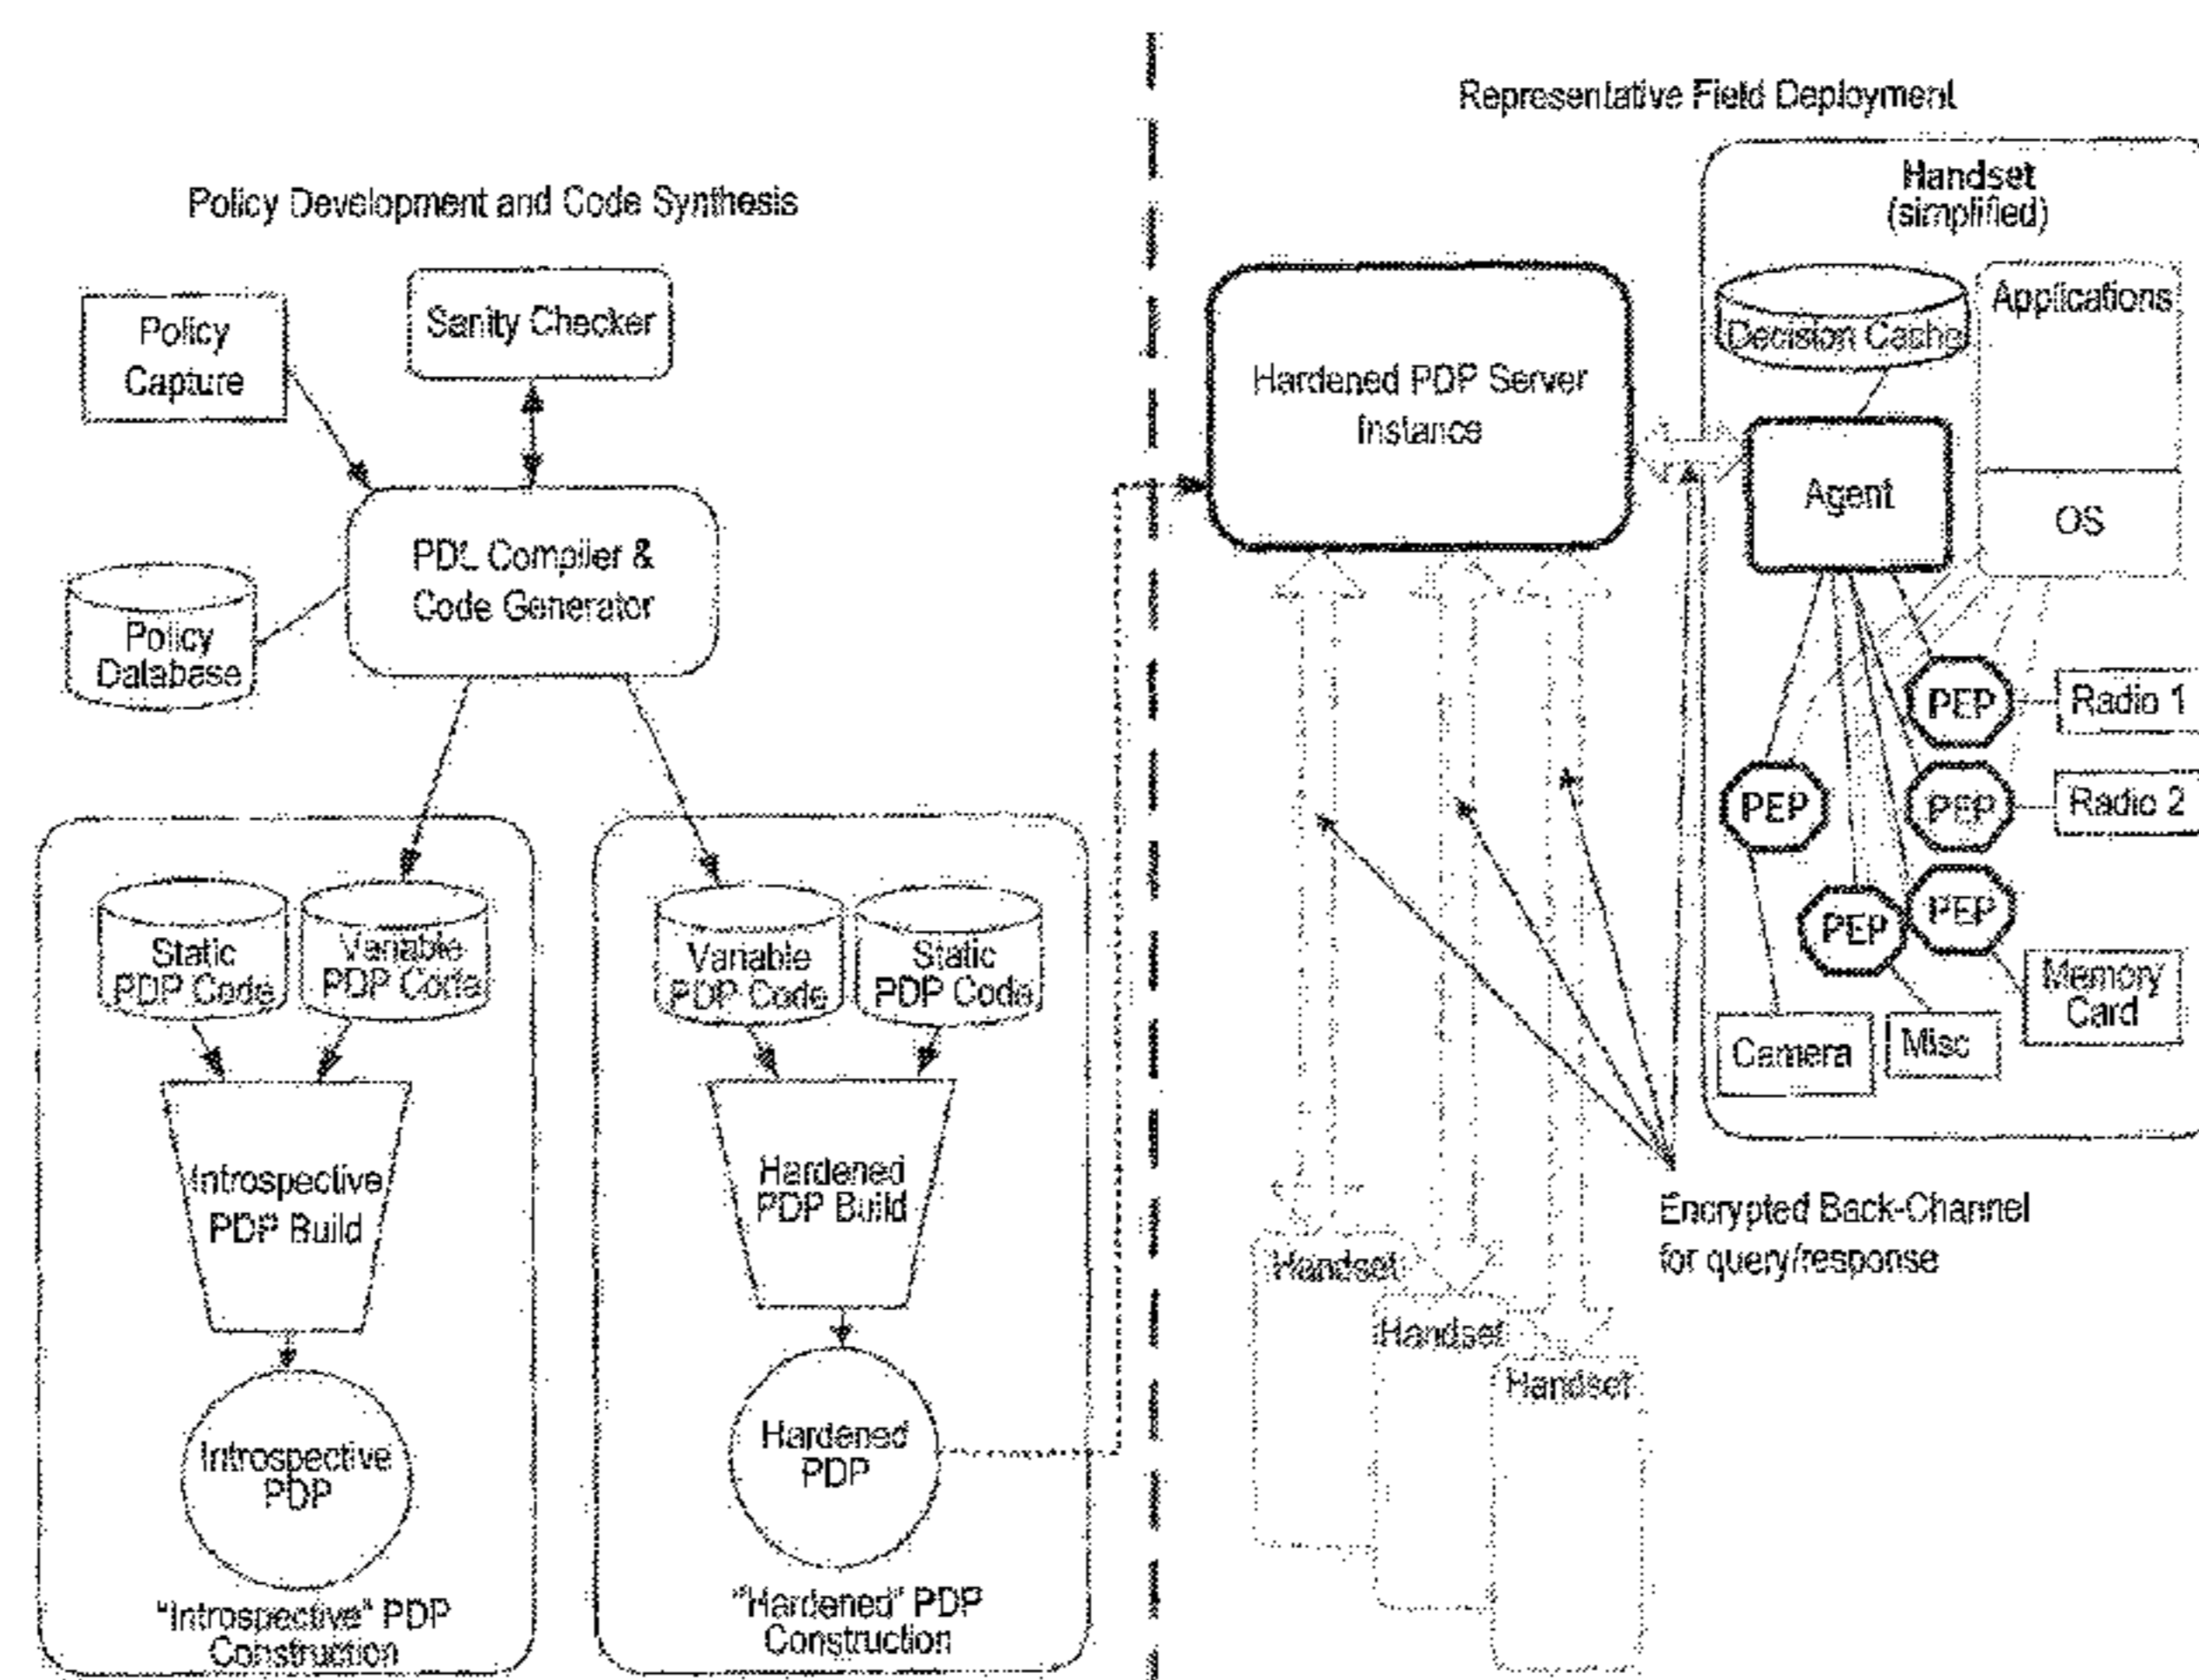 Representative Field Deployment
Policy Development and Code Synthesis
Policy
Capture
Sanity Checker
PDL Compiler &
Code Generator
Policy
Database
Static
PDP Code
Variable
PDP Code
Introspective
PDP Build
Introspective
PDP
"Introspective" PDP
Construction
Variable
PDP Code
Static
PDP Code
Hardened
PDP Build
Hardened
PDP
"Hardened" PDP
Construction
Hardened PDP Server
Instance
Handset
(simplified)
Decision Cache
Applications
OS
Agent
PEP
Radio 1
PEP
PEP
Radio 2
PEP
PEP
Memory
Card
Camera
Misc
Encrypted Back-Channel
for query/response
Handset
Handset
Handset